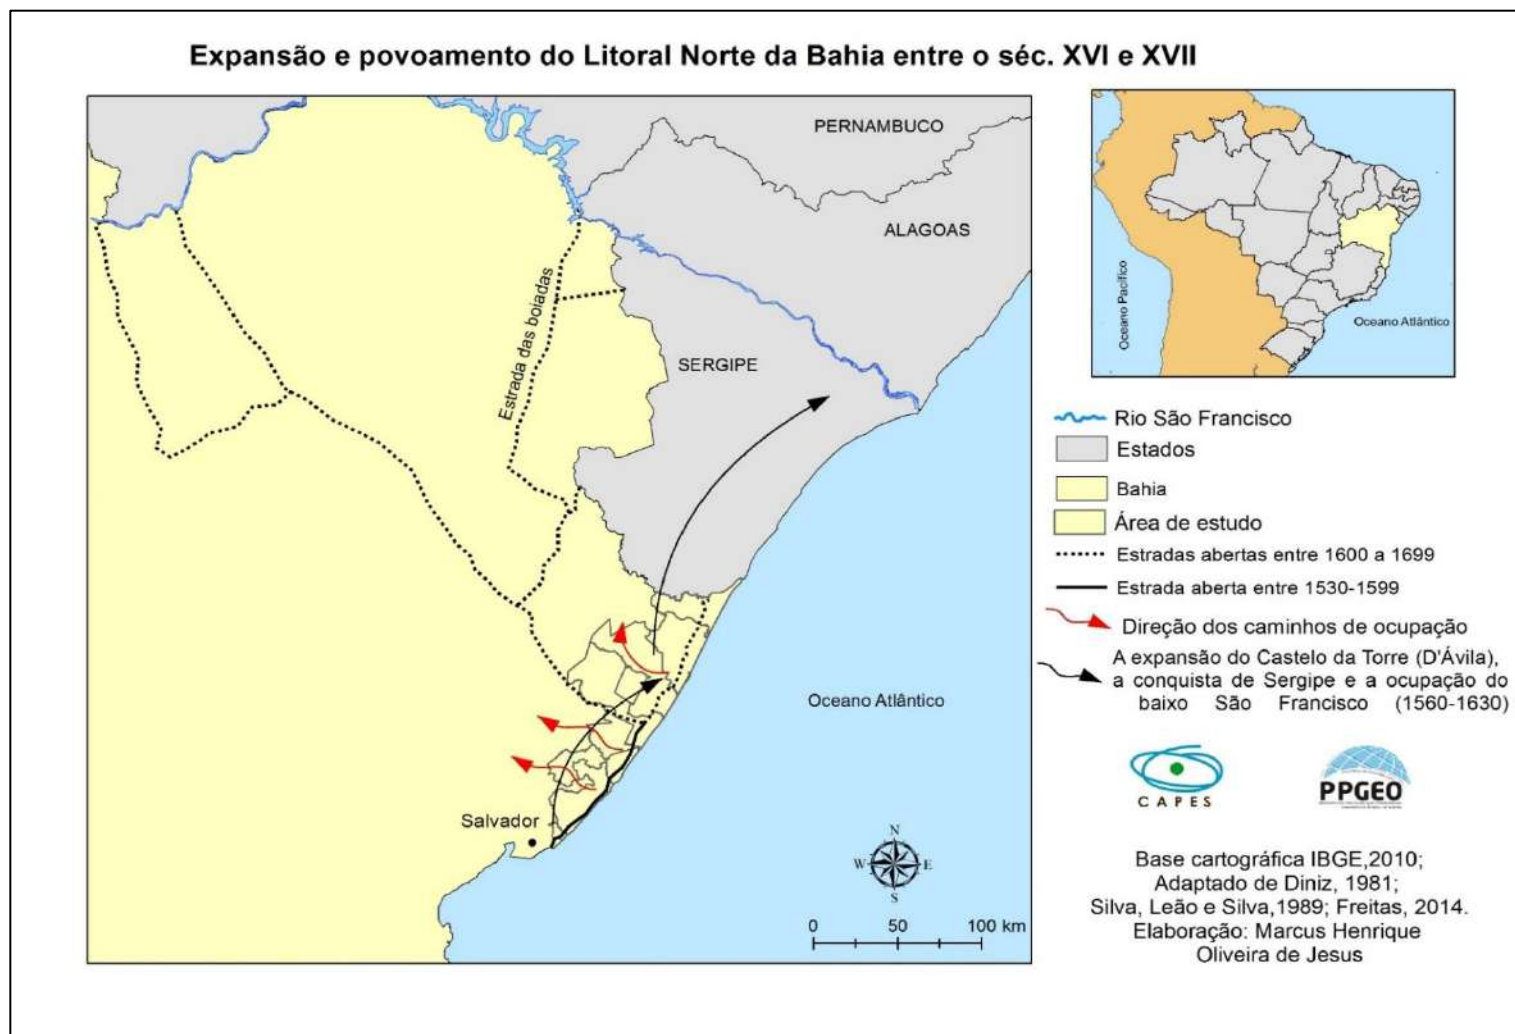 Expansão e povoamento do Litoral Norte da Bahia entre o séc. XVI e XVII
PERNAMBUCO
ALAGOAS
Estrada das boiadas
SERGIPE
Oceano Atlântico
Salvador
N
W
E
S
0 50 100 km
Oceano Pacífico
Oceano Atlântico
Rio São Francisco
Estados
Bahia
Área de estudo
Estradas abertas entre 1600 a 1699
Estrada aberta entre 1530-1599
Direção dos caminhos de ocupação
A expansão do Castelo da Torre (D'Ávila),
a conquista de Sergipe e a ocupação do
baixo São Francisco (1560-1630)
CAPES
PPGEO
Base cartográfica IBGE,2010;
Adaptado de Diniz, 1981;
Silva, Leão e Silva,1989; Freitas, 2014.
Elaboração: Marcus Henrique
Oliveira de Jesus